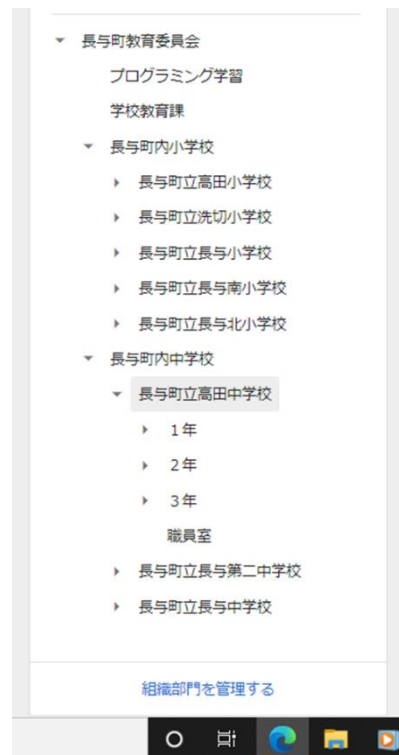 長与町教育委員会
プログラミング学習
学校教育課
長与町内小学校
長与町立高田小学校
長与町立洗切小学校
長与町立長与小学校
長与町立長与南小学校
長与町立長与北小学校
長与町内中学校
長与町立高田中学校
1年
2年
3年
職員室
長与町立長与第二中学校
長与町立長与中学校
組織部門を管理する